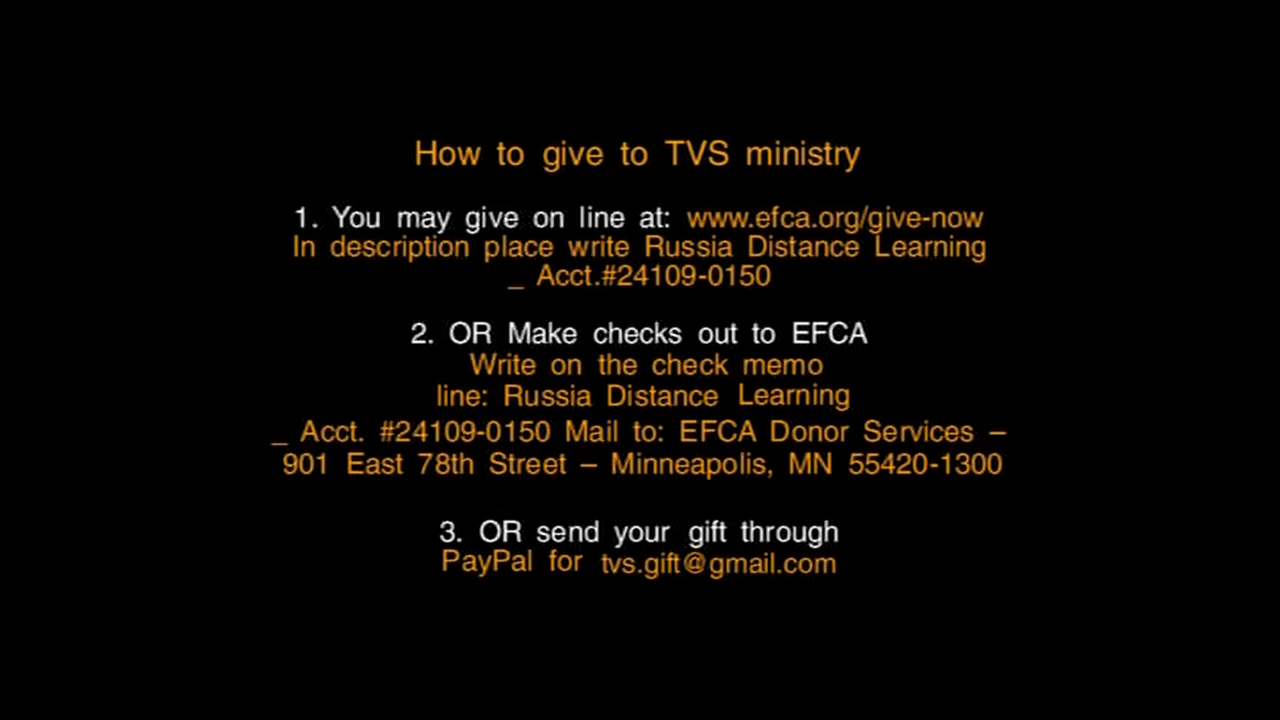 How to give to TVS ministry
1. You may give on line at: www.efca.org/give-now
In description place write Russia Distance Learning
_ Acct.#24109-0150
2. OR Make checks out to EFCA
Write on the check memo
line: Russia Distance Learning
_ Acct. #24109-0150 Mail to: EFCA Donor Services –
901 East 78th Street – Minneapolis, MN 55420-1300
3. OR send your gift through
PayPal for tvs.gift@gmail.com